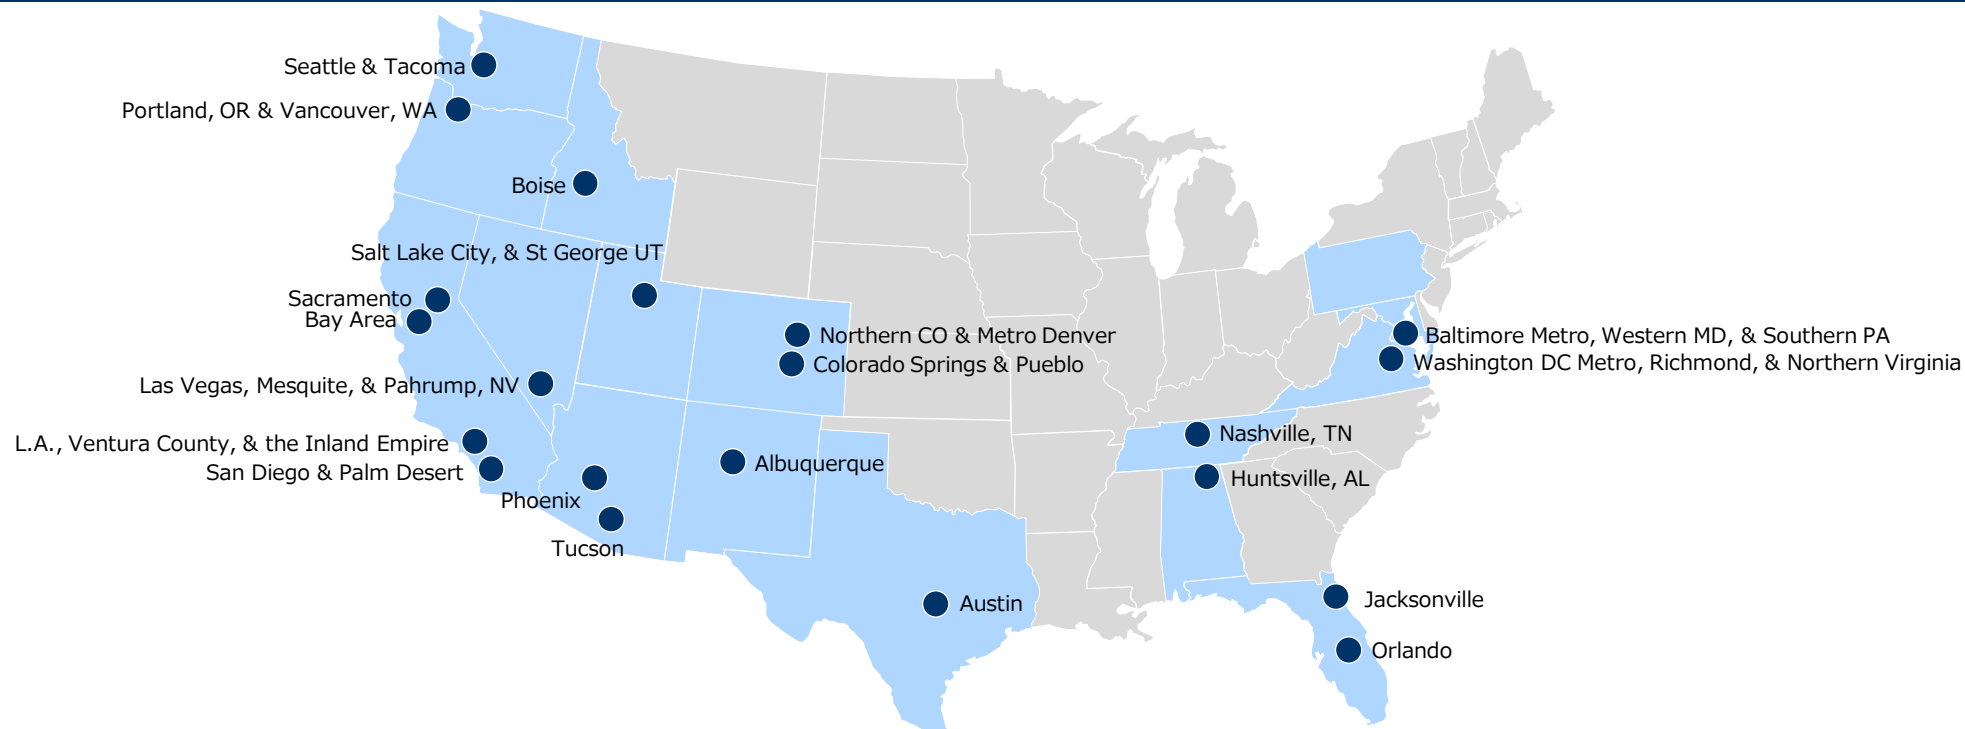 Seattle & Tacoma
Portland, OR & Vancouver, WA
Boise
Salt Lake City, & St George UT
Sacramento
Bay Area
Northern CO & Metro Denver
Colorado Springs & Pueblo
Baltimore Metro, Western MD, & Southern PA
Washington DC Metro, Richmond, & Northern Virginia
Las Vegas, Mesquite, & Pahrump, NV
L.A., Ventura County, & the Inland Empire
San Diego & Palm Desert
Phoenix
Tucson
Albuquerque
Nashville, TN
Huntsville, AL
Austin
Jacksonville
Orlando